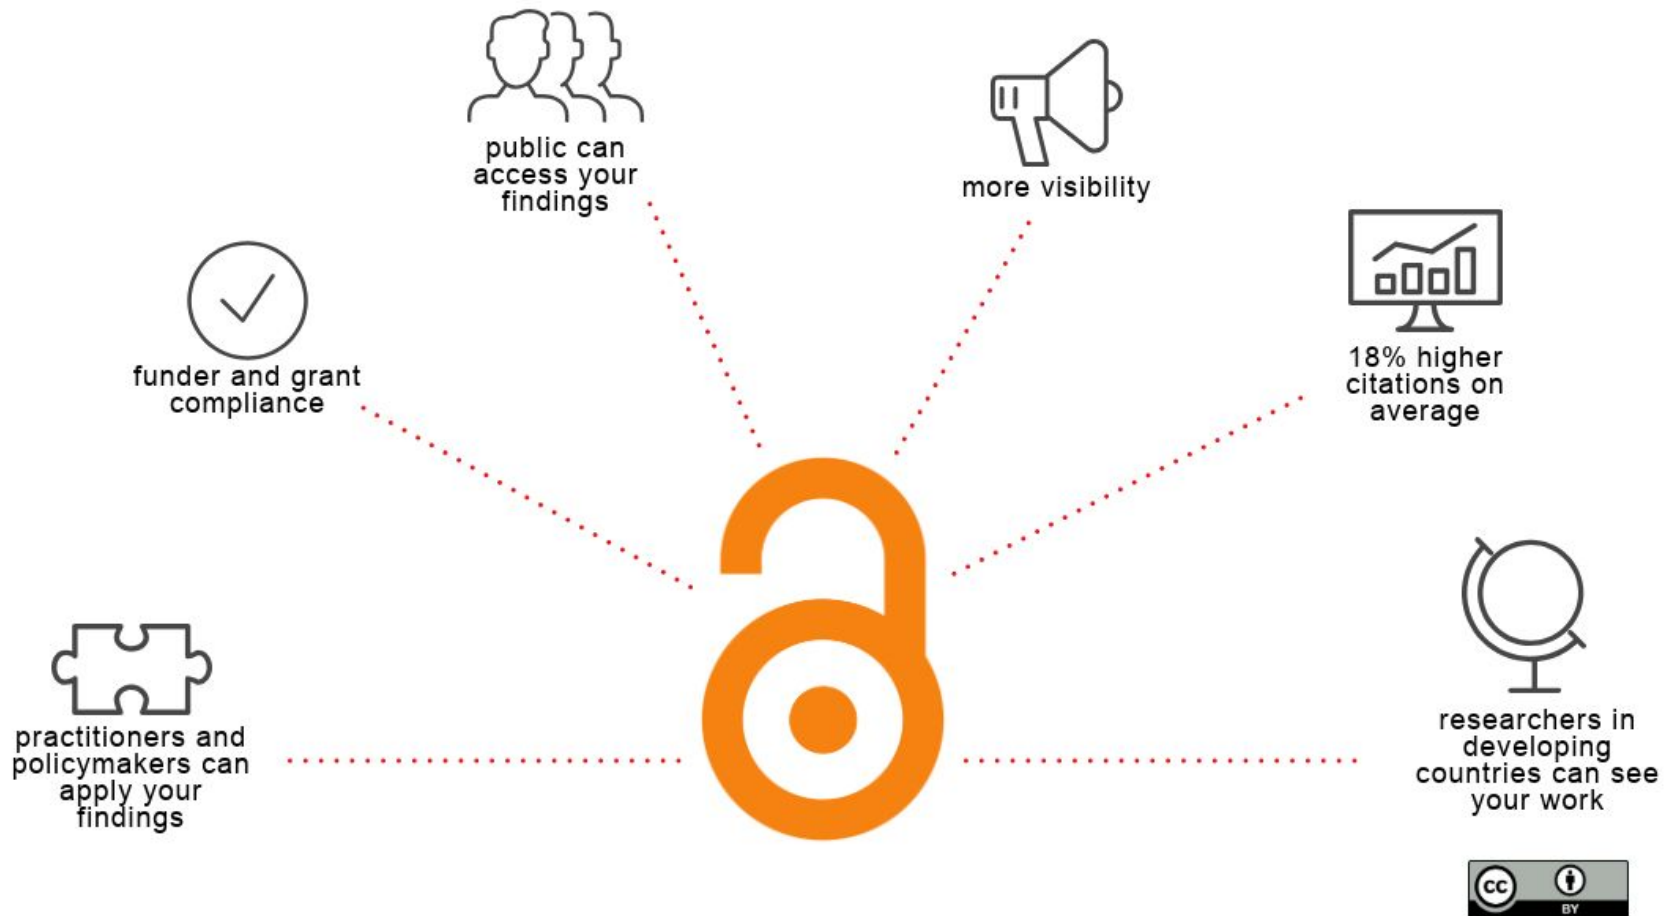 public can
access your
findings
more visibility
funder and grant
compliance
18% higher
citations on
average
practitioners and
policymakers can
apply your
findings
researchers in
developing
countries can see
your work
cc
BY